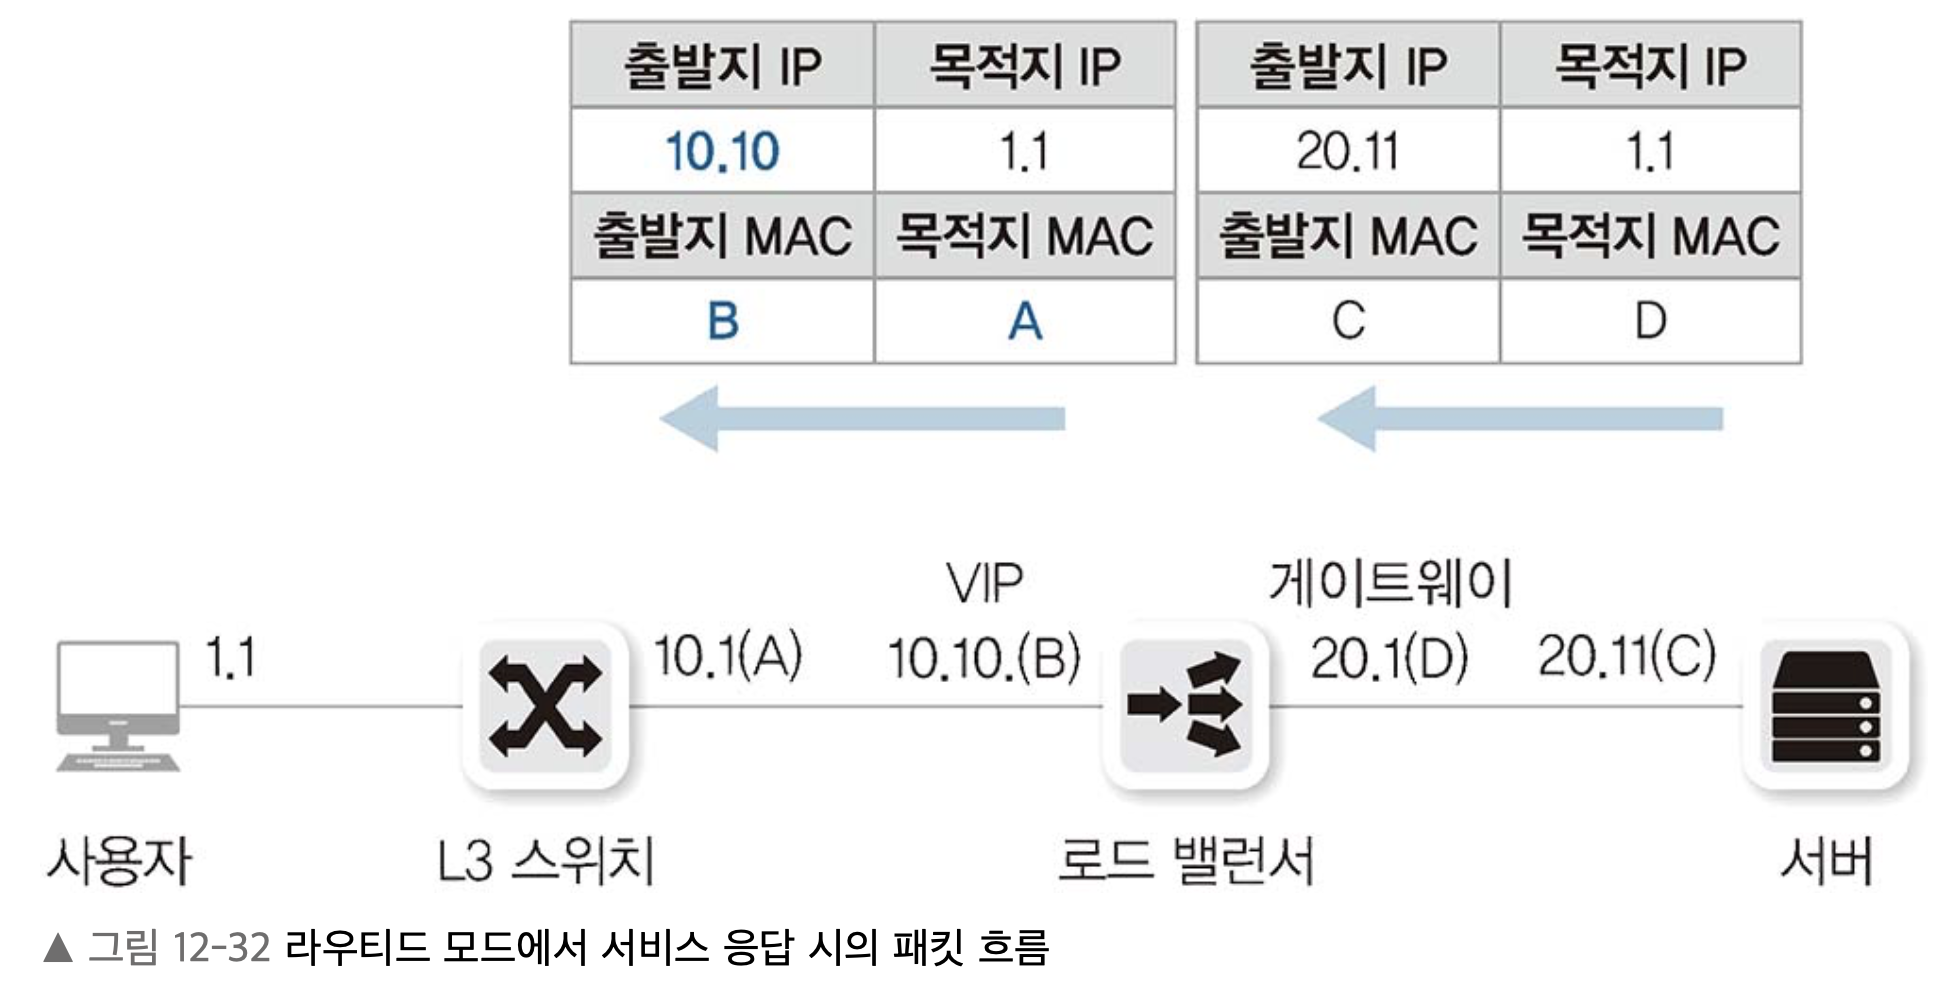 출발지 IP 목적지 IP 출발지 IP 목적지 IP
10.10 1.1 20.11 1.1
출발지 MAC 목적지 MAC 출발지 MAC 목적지 MAC
B A C D
VIP 게이트웨이
1.1 10.1(A) 10.10.(B) 20.1(D) 20.11(C)
사용자 L3 스위치 로드 밸런서 서버
▲ 그림 12-32 라우티드 모드에서 서비스 응답 시의 패킷 흐름